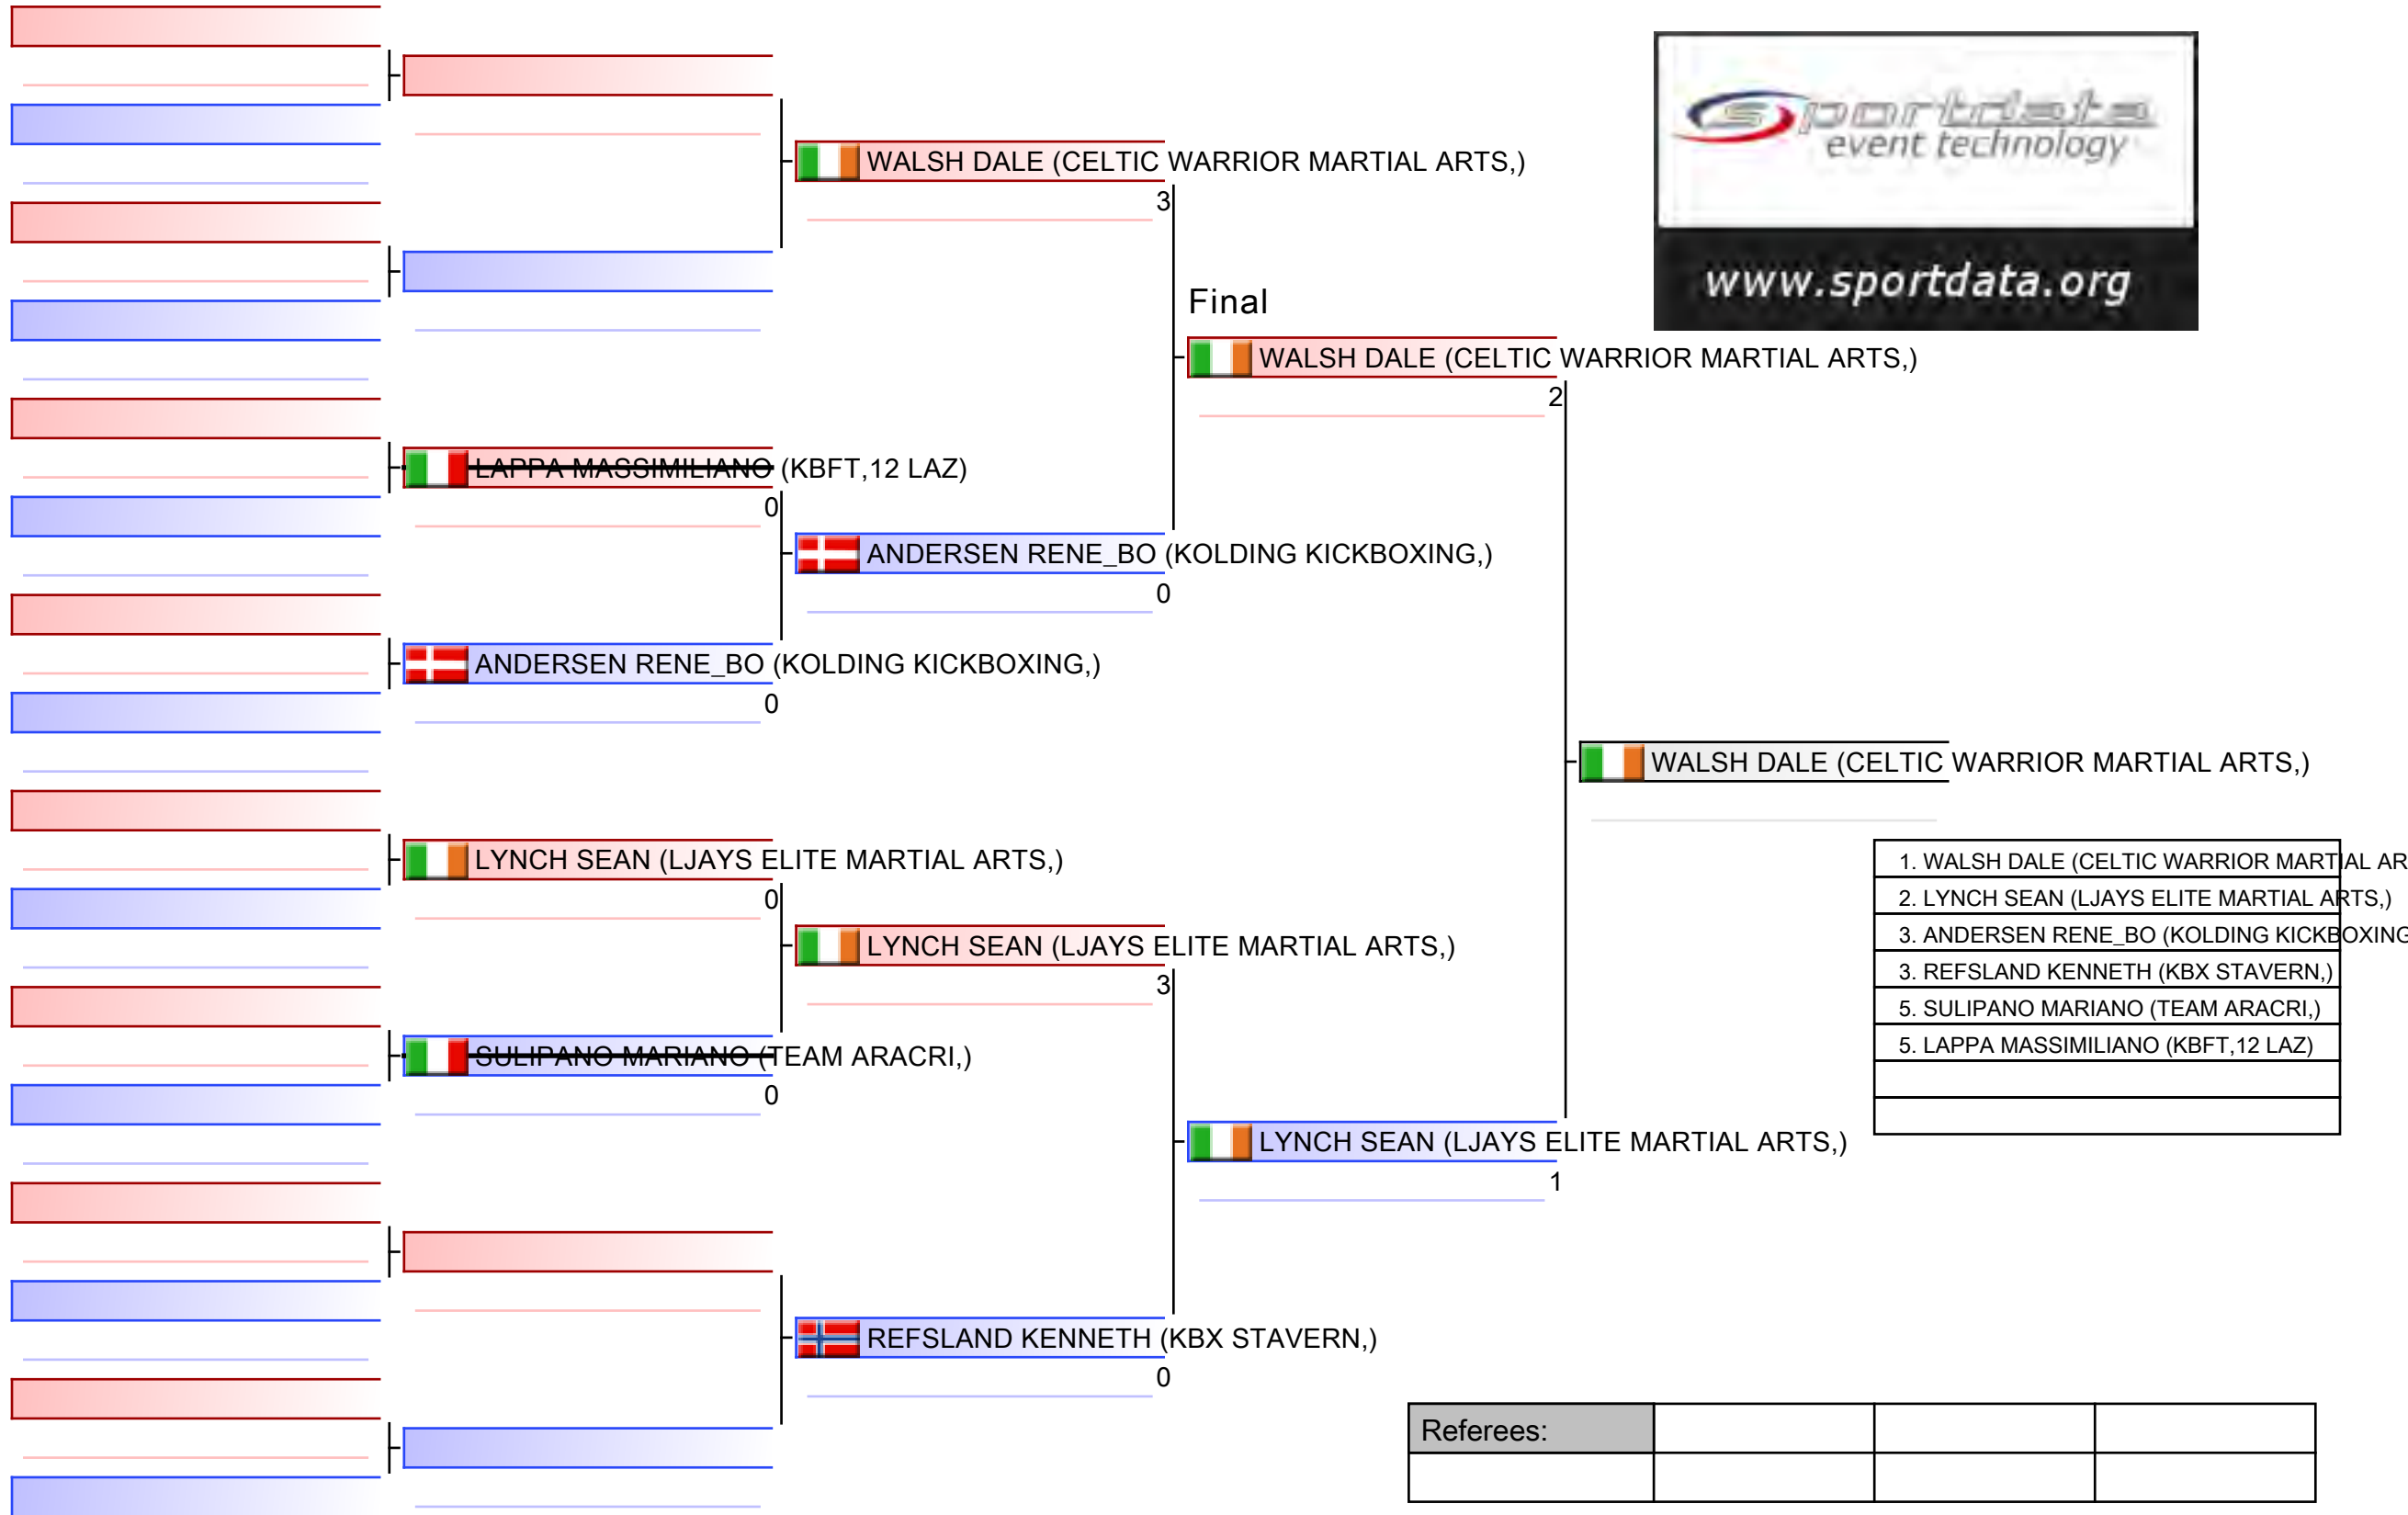 sportdata
event technology
www.sportdata.org
WALSH DALE (CELTIC WARRIOR MARTIAL ARTS,)
3
Final
WALSH DALE (CELTIC WARRIOR MARTIAL ARTS,)
2
LAPPA MASSIMILIANO (KBFT,12 LAZ)
0
ANDERSEN RENE_BO (KOLDING KICKBOXING,)
0
ANDERSEN RENE_BO (KOLDING KICKBOXING,)
0
WALSH DALE (CELTIC WARRIOR MARTIAL ARTS,)
LYNCH SEAN (LJAYS ELITE MARTIAL ARTS,)
0
LYNCH SEAN (LJAYS ELITE MARTIAL ARTS,)
3
SULIPANO MARIANO (TEAM ARACRI,)
0
LYNCH SEAN (LJAYS ELITE MARTIAL ARTS,)
1
REFSLAND KENNETH (KBX STAVERN,)
0
1. WALSH DALE (CELTIC WARRIOR MARTIAL AR
2. LYNCH SEAN (LJAYS ELITE MARTIAL ARTS,)
3. ANDERSEN RENE_BO (KOLDING KICKBOXING
3. REFSLAND KENNETH (KBX STAVERN,)
5. SULIPANO MARIANO (TEAM ARACRI,)
5. LAPPA MASSIMILIANO (KBFT,12 LAZ)
Referees: